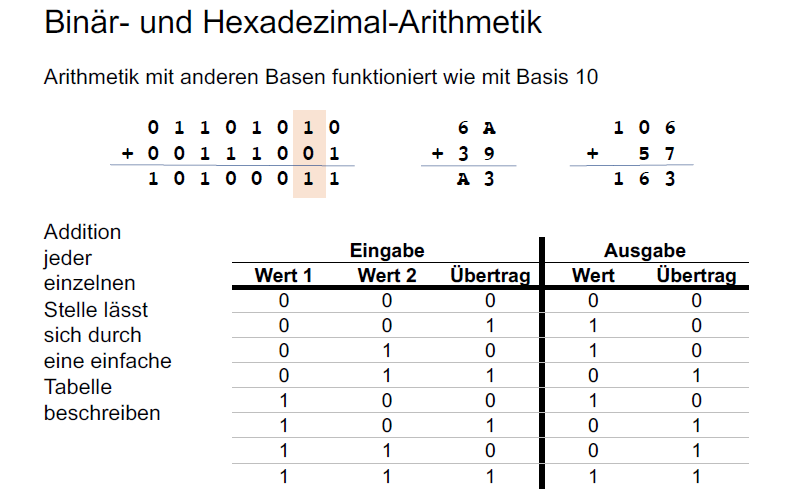 Binär- und Hexadezimal-Arithmetik
Arithmetik mit anderen Basen funktioniert wie mit Basis 10
0 1 1 0 1 0 1 0
+ 0 0 1 1 1 0 0 1
1 0 1 0 0 0 1 1
6 A
+ 3 9
A 3
1 0 6
+ 5 7
1 6 3
Addition
jeder
einzelnen
Stelle lässt
sich durch
eine einfache
Tabelle
beschreiben
Eingabe Ausgabe
Wert 1 Wert 2 Übertrag Wert Übertrag
0 0 0 0 0
0 0 1 1 0
0 1 0 1 0
0 1 1 0 1
1 0 0 1 0
1 0 1 0 1
1 1 0 0 1
1 1 1 1 1